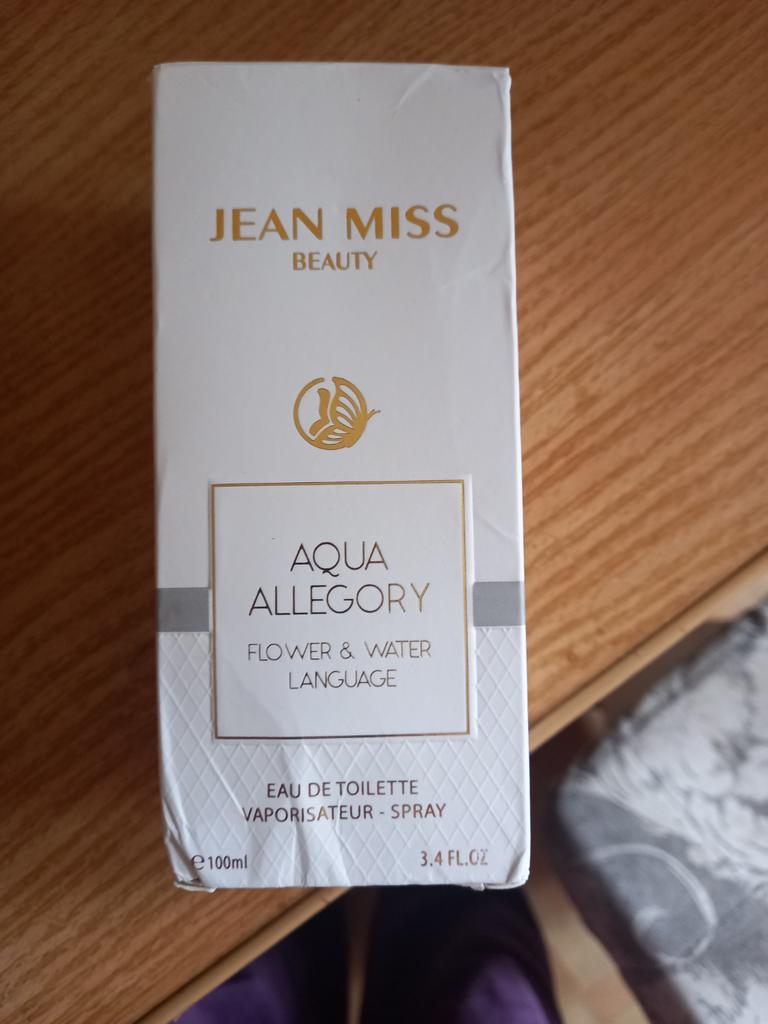 JEAN MISS
BEAUTY
AQUA
ALLEGORY
FLOWER & WATER
LANGUAGE
EAU DE TOILETTE
VAPORISATEUR - SPRAY
℮100ml 3.4 FL.OZ